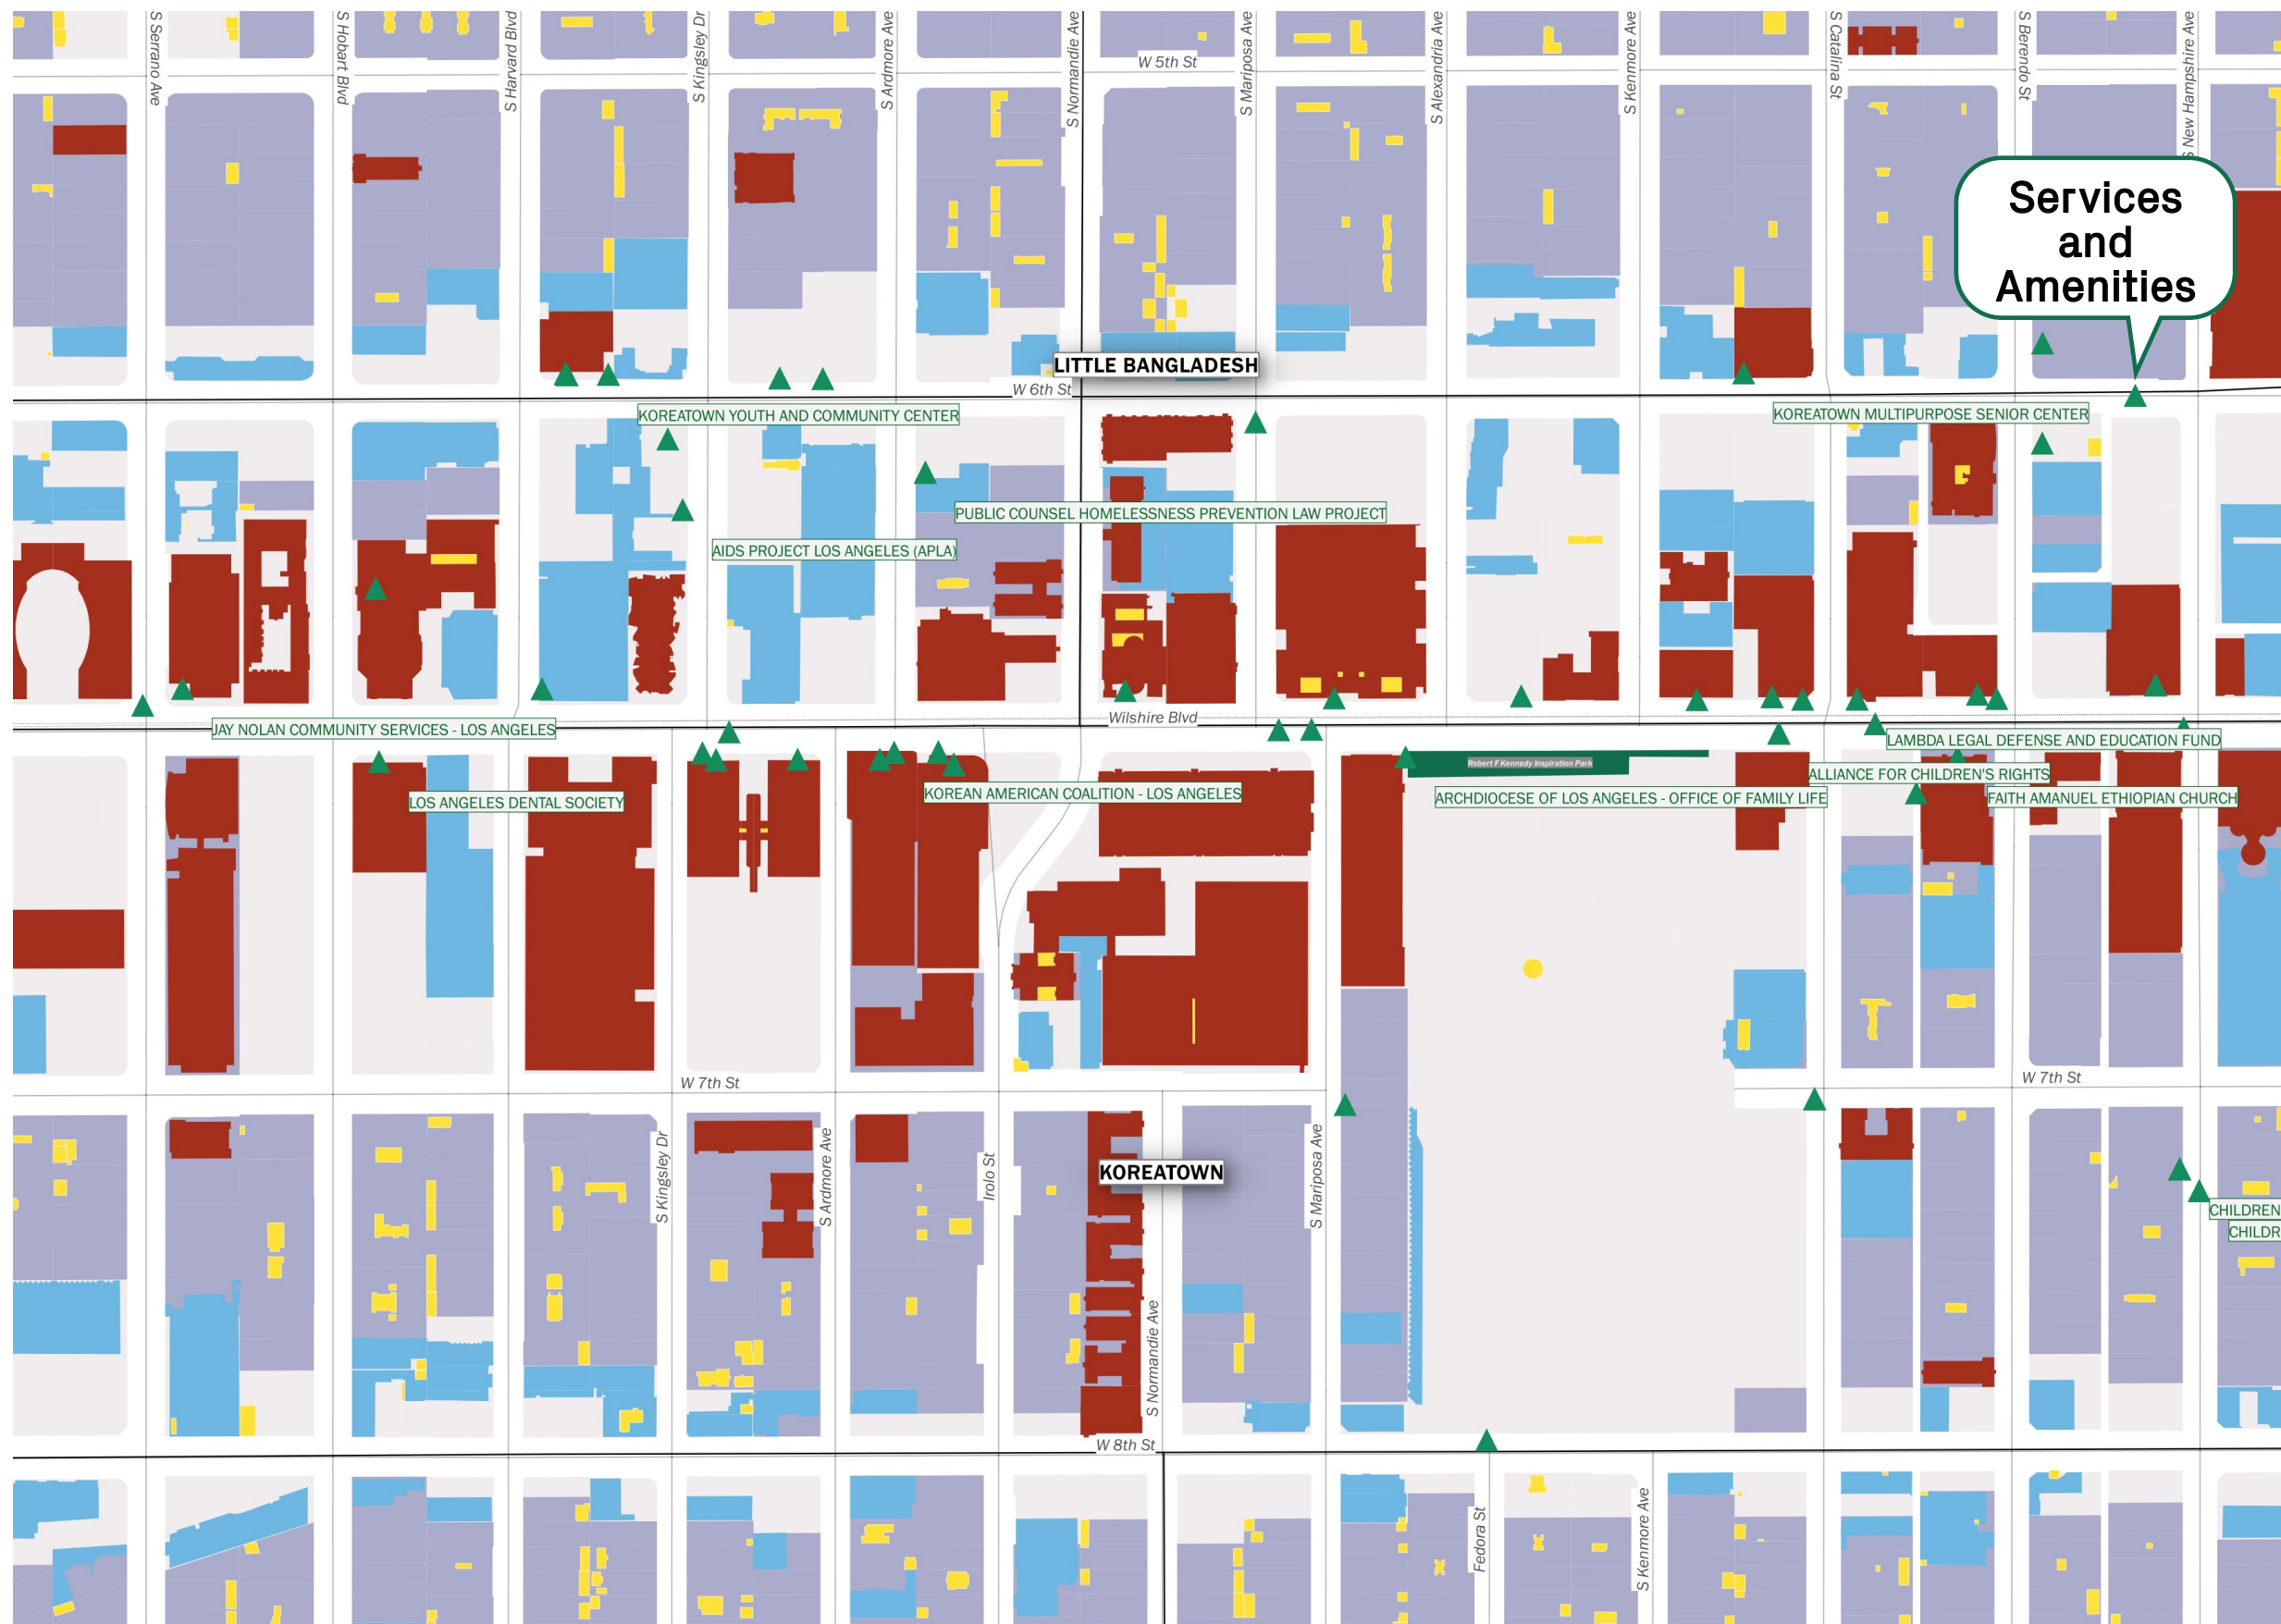 S Serrano Ave
S Hobart Blvd
S Harvard Blvd
S Kingsley Dr
S Ardmore Ave
S Normandie Ave
S Mariposa Ave
S Alexandria Ave
S Kenmore Ave
S Catalina St
S Berendo St
S New Hampshire Ave
W 5th St
Services
and
Amenities
LITTLE BANGLADESH
W 6th St
KOREATOWN YOUTH AND COMMUNITY CENTER
KOREATOWN MULTIPURPOSE SENIOR CENTER
PUBLIC COUNSEL HOMELESSNESS PREVENTION LAW PROJECT
AIDS PROJECT LOS ANGELES (APLA)
Wilshire Blvd
JAY NOLAN COMMUNITY SERVICES - LOS ANGELES
LAMBDA LEGAL DEFENSE AND EDUCATION FUND
Robert F Kennedy Inspiration Park
ALLIANCE FOR CHILDREN'S RIGHTS
KOREAN AMERICAN COALITION - LOS ANGELES
ARCHDIOCESE OF LOS ANGELES - OFFICE OF FAMILY LIFE
FAITH AMANUEL ETHIOPIAN CHURCH
LOS ANGELES DENTAL SOCIETY
W 7th St
W 7th St
S Kingsley Dr
S Ardmore Ave
Irolo St
KOREATOWN
S Mariposa Ave
CHILDREN
CHILDR
S Normandie Ave
W 8th St
Fedora St
S Kenmore Ave